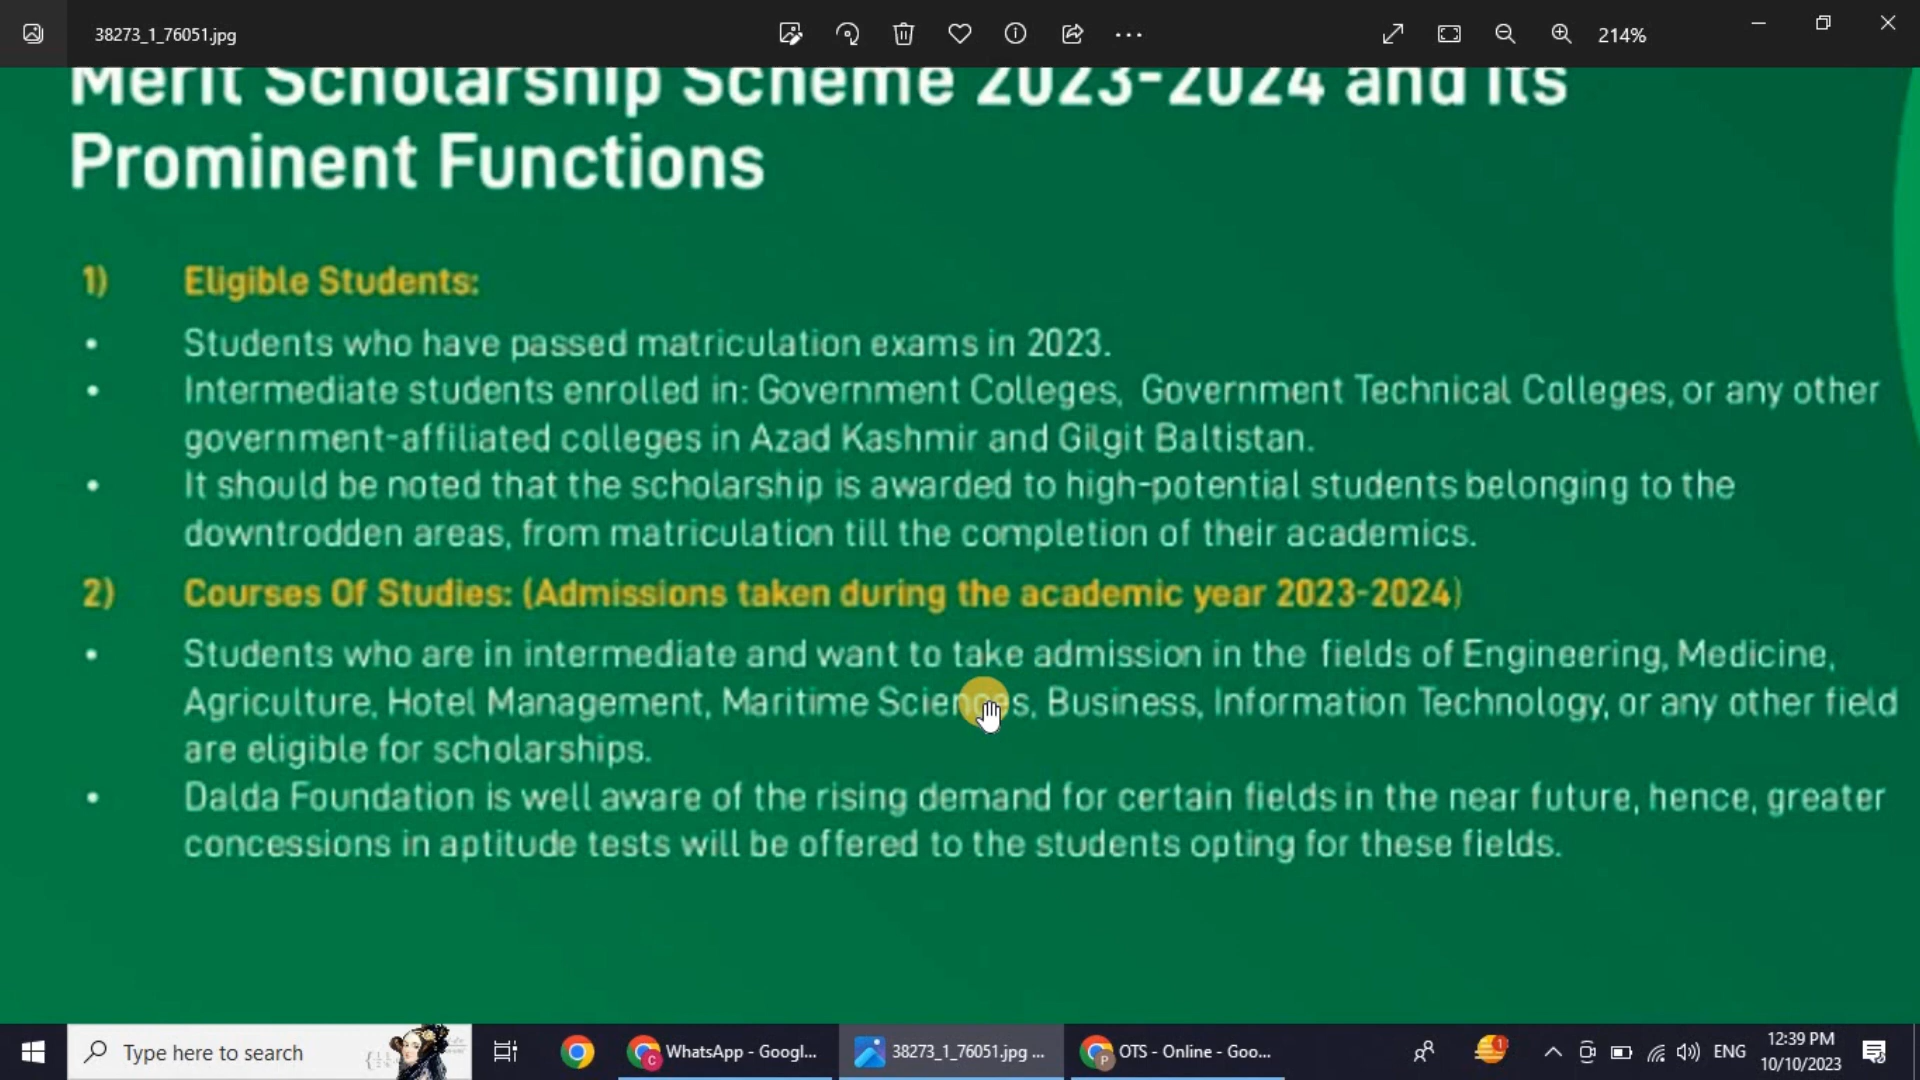 38273_1_76051.jpg
214%
Merit Scholarship Scheme 2023-2024 and its
Prominent Functions
1) Eligible Students:
• Students who have passed matriculation exams in 2023.
• Intermediate students enrolled in: Government Colleges, Government Technical Colleges, or any other
government-affiliated colleges in Azad Kashmir and Gilgit Baltistan.
• It should be noted that the scholarship is awarded to high-potential students belonging to the
downtrodden areas, from matriculation till the completion of their academics.
2) Courses Of Studies: (Admissions taken during the academic year 2023-2024)
• Students who are in intermediate and want to take admission in the fields of Engineering, Medicine,
Agriculture, Hotel Management, Maritime Sciences, Business, Information Technology, or any other field
are eligible for scholarships.
• Dalda Foundation is well aware of the rising demand for certain fields in the near future, hence, greater
concessions in aptitude tests will be offered to the students opting for these fields.
Type here to search
WhatsApp - Googl...
38273_1_76051.jpg ...
OTS - Online - Goo...
1
ENG
12:39 PM
10/10/2023